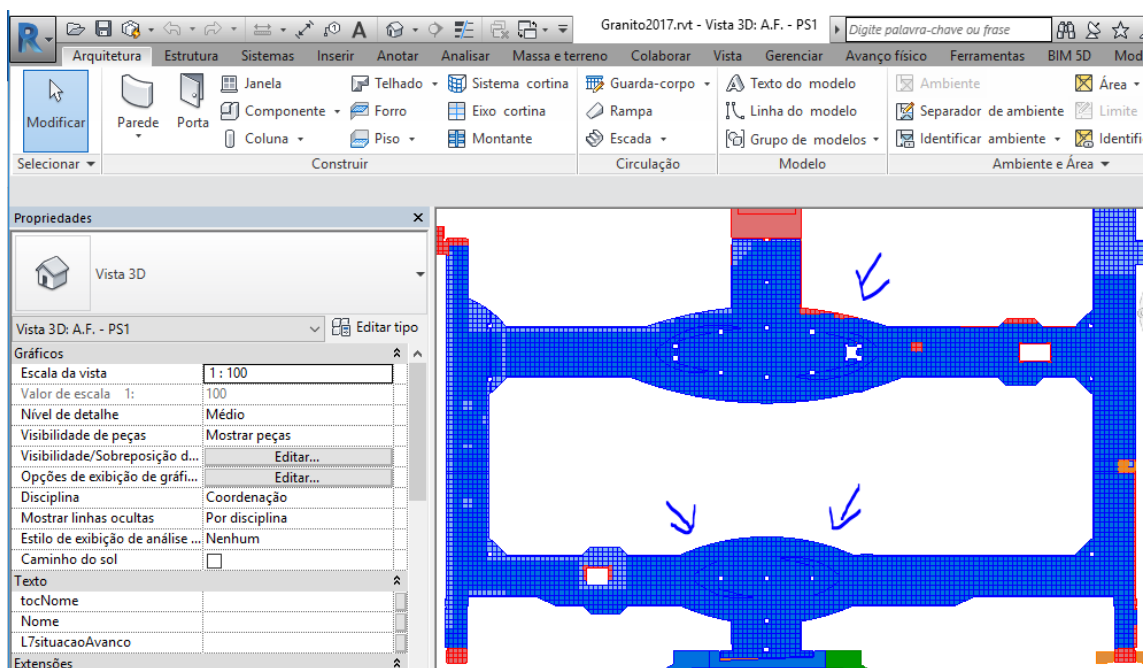 Granito2017.rvt - Vista 3D: A.F. - PS1
Digite palavra-chave ou frase
Arquitetura Estrutura Sistemas Inserir Anotar Analisar Massa e terreno Colaborar Vista Gerenciar Avanço físico Ferramentas BIM 5D Mod
Modificar
Parede
Porta
Janela
Componente
Coluna
Telhado
Forro
Piso
Sistema cortina
Eixo cortina
Montante
Guarda-corpo
Rampa
Escada
Texto do modelo
Linha do modelo
Grupo de modelos
Ambiente
Separador de ambiente
Identificar ambiente
Área
Limite
Identifi
Selecionar Construir Circulação Modelo Ambiente e Área
Propriedades
Vista 3D
Vista 3D: A.F. - PS1 Editar tipo
Gráficos
Escala da vista 1 : 100
Valor de escala 1: 100
Nível de detalhe Médio
Visibilidade de peças Mostrar peças
Visibilidade/Sobreposição d... Editar...
Opções de exibição de gráfi... Editar...
Disciplina Coordenação
Mostrar linhas ocultas Por disciplina
Estilo de exibição de análise ... Nenhum
Caminho do sol
Texto
tocNome
Nome
L7situacaoAvanco
Extensões